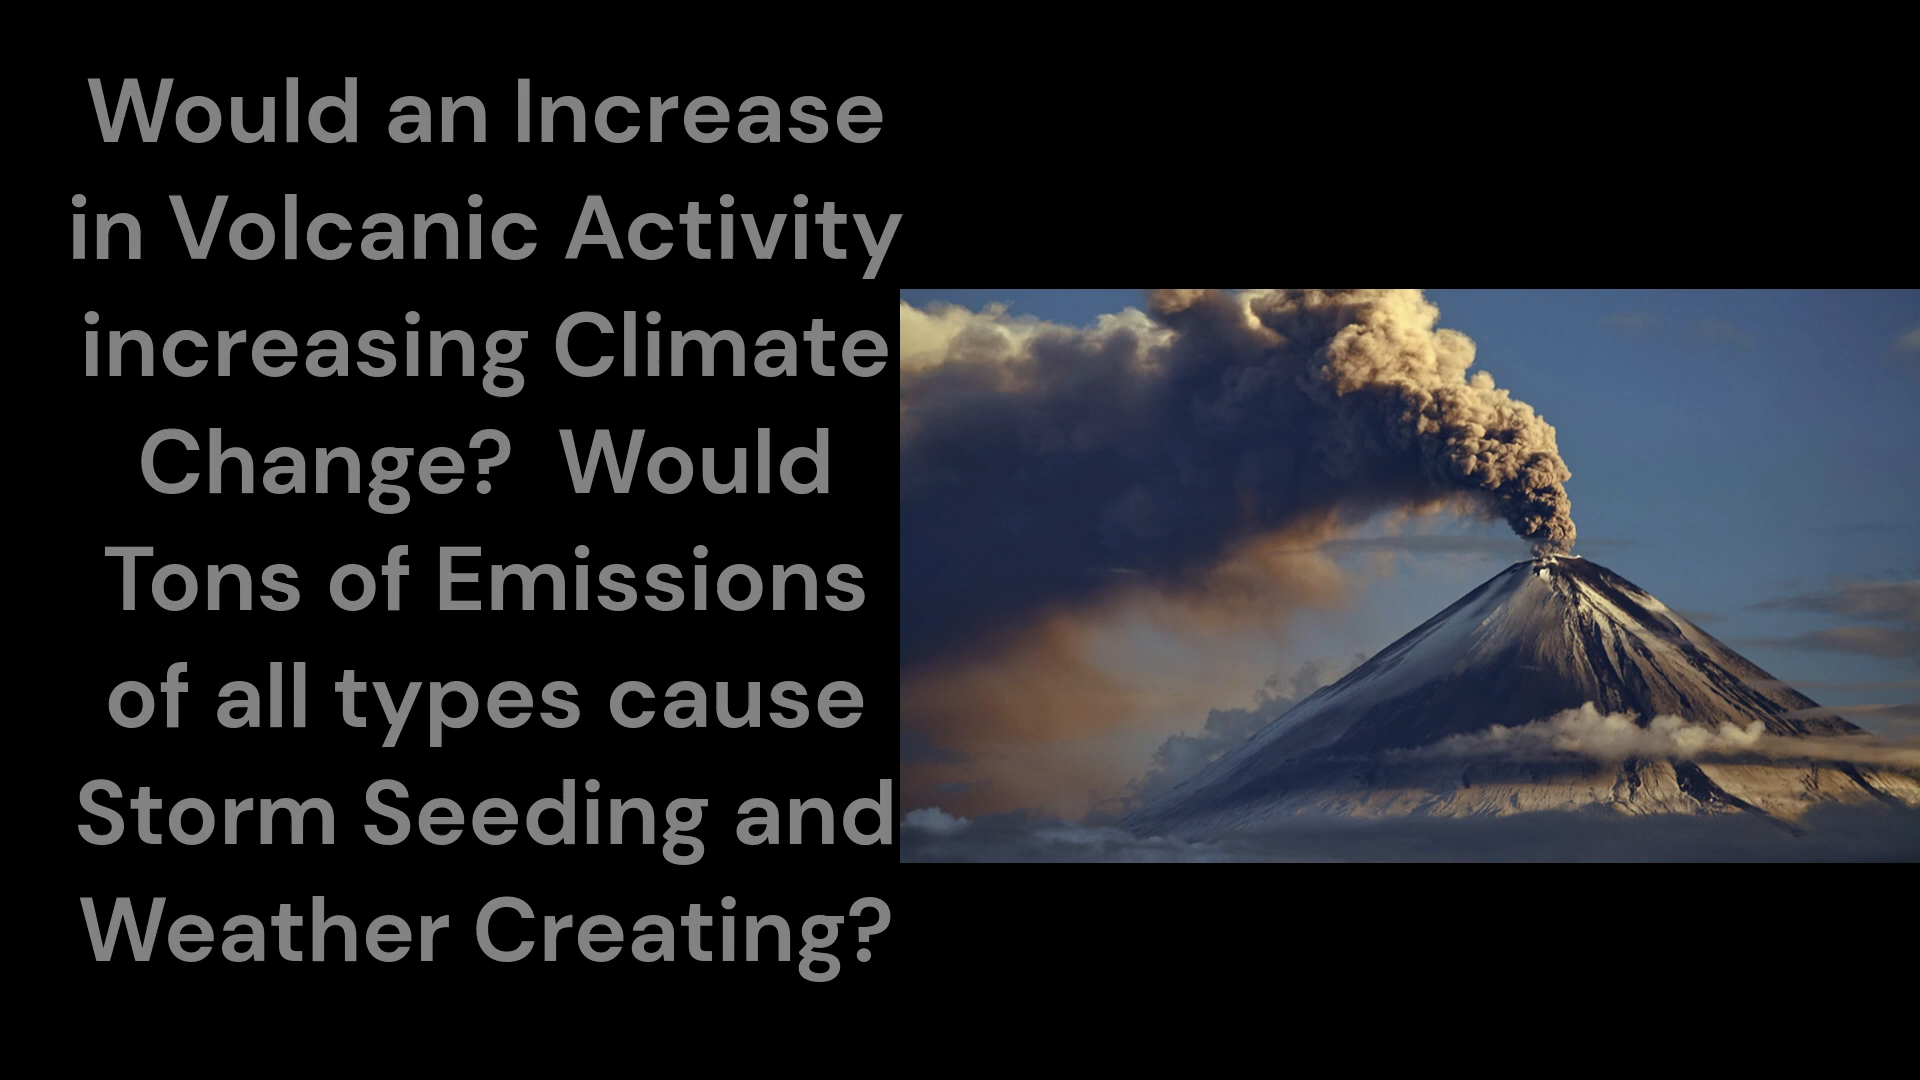 Would an Increase
in Volcanic Activity
increasing Climate
Change?  Would
Tons of Emissions
of all types cause
Storm Seeding and
Weather Creating?